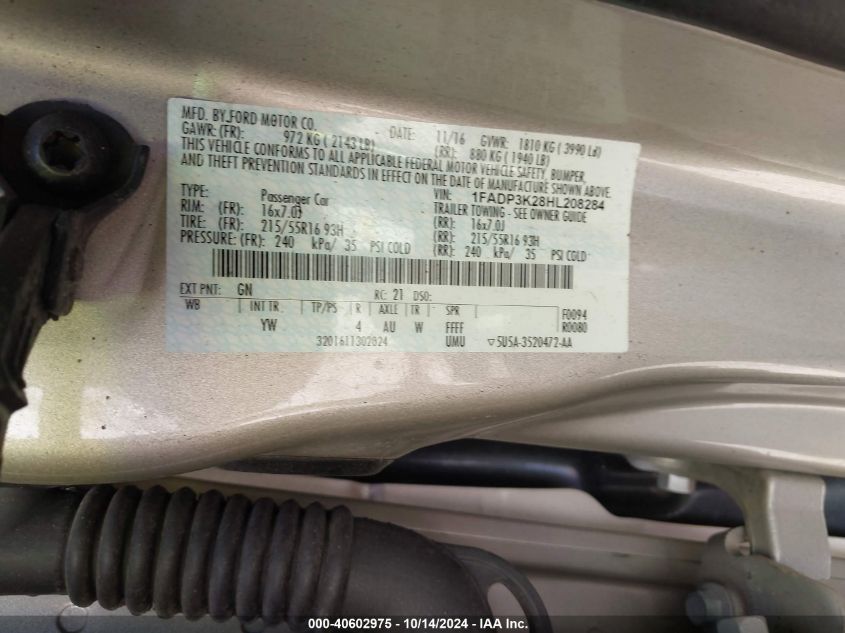 MFD. BY FORD MOTOR CO.
DATE: 11/16 GVWR: 1810 KG ( 3990 LB)
GAWR: (FR): 972 KG ( 2143 LB) (RR): 880 KG ( 1940 LB)
THIS VEHICLE CONFORMS TO ALL APPLICABLE FEDERAL MOTOR VEHICLE SAFETY, BUMPER,
AND THEFT PREVENTION STANDARDS IN EFFECT ON THE DATE OF MANUFACTURE SHOWN ABOVE.
VIN: 1FADP3K28HL208284
TYPE: Passenger Car TRAILER TOWING - SEE OWNER GUIDE
RIM: (FR): 16x7.0J (RR): 16x7.0J
TIRE: (FR): 215/55R16 93H (RR): 215/55R16 93H
PRESSURE: (FR): 240 kPa/ 35 PSI COLD (RR): 240 kPa/ 35 PSI COLD
EXT PNT: GN RC: 21 DSO:
WB INT TR. TP/PS R AXLE TR SPR F0094
YW 4 AU W FFFF R0080
3201611302824 UMU ▽5U5A-3520472-AA
000-40602975 | 10/14/2024 - IAA Inc.